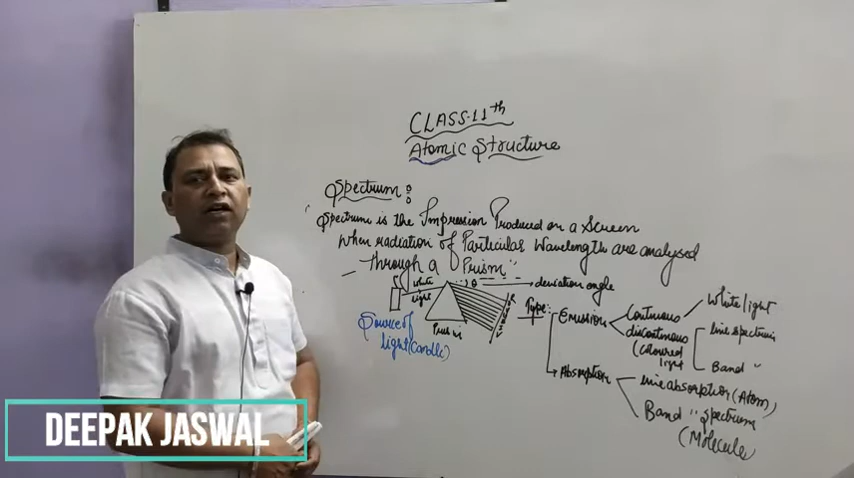 CLASS-11th
Atomic Structure
Spectrum :
"Spectrum is the Impression Produced on a Screen
when radiation of Particular Wavelength are analysed
through a Prism"
white
light
θ
deviation angle
Prism
Source of
light (Candle)
Type:
Emission
Continuous
White light
discontinuous
(coloured
light
line spectrum
Band "
Absorption
line absorption (Atom)
Band " Spectrum
(Molecule
R
V
DEEPAK JASWAL